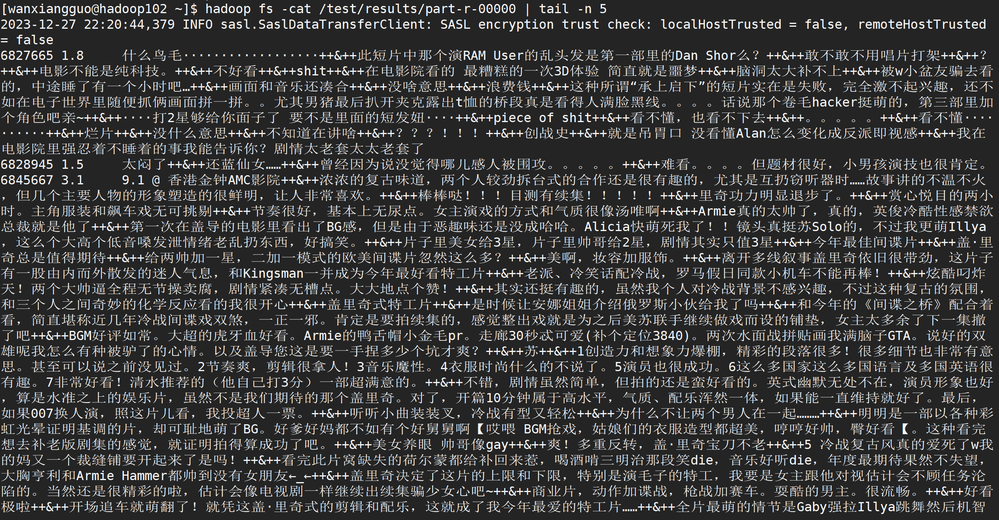 [wanxiangguo@hadoop102 ~]$ hadoop fs -cat /test/results/part-r-00000 | tail -n 5
2023-12-27 22:20:44,379 INFO sasl.SaslDataTransferClient: SASL encryption trust check: localHostTrusted = false, remoteHostTrusted
= false
6827665 1.8     什么鸟毛··················++&++此短片中那个演RAM User的乱头发是第一部里的Dan Shor么？++&++敢不敢不用唱片打架++&++？
++&++电影不能是纯科技。++&++不好看++&++shit++&++在电影院看的 最糟糕的一次3D体验 简直就是噩梦++&++脑洞太大补不上++&++被w小盆友骗去看
的，中途睡了有一个小时吧…++&++画面和音乐还凑合++&++没啥意思++&++浪费钱++&++这种所谓“承上启下”的短片实在是失败，完全激不起兴趣，还不
如在电子世界里随便抓俩画面拼一拼。。尤其男猪最后扒开夹克露出t恤的桥段真是看得人满脸黑线。。。。话说那个卷毛hacker挺萌的，第三部里加
个角色吧亲~++&++····打2星够给你面子了 要不是里面的短发妞····++&++piece of shit++&++看不懂，也看不下去++&++。。。。。++&++看不懂····
······++&++烂片++&++没什么意思++&++不知道在讲啥++&++？？？！！！++&++创战史++&++就是吊胃口 没看懂Alan怎么变化成反派即视感++&++我在
电影院里强忍着不睡着的事我能告诉你？剧情太老套太太老套了
6828945 1.5     太闷了++&++还蓝仙女……++&++曾经因为说没觉得哪儿感人被围攻。。。。。++&++难看。。。。但题材很好，小男孩演技也很肯定。
6845667 3.1     9.1 @ 香港金钟AMC影院++&++浓浓的复古味道，两个人较劲拆台式的合作还是很有趣的，尤其是互扔窃听器时……故事讲的不温不火
，但几个主要人物的形象塑造的很鲜明，让人非常喜欢。++&++棒棒哒！！！目测有续集！！！！！++&++里奇功力明显退步了。++&++赏心悦目的两小
时。主角服装和飙车戏无可挑剔++&++节奏很好，基本上无尿点。女主演戏的方式和气质很像汤唯啊++&++Armie真的太帅了，真的，英俊冷酷性感禁欲
总裁就是他了++&++第一次在盖导的电影里看出了BG感，但是由于恶趣味还是没成哈哈。Alicia快萌死我了！！镜头真挺苏Solo的，不过我更萌Illya
，这么个大高个低音嗓发泄情绪老乱扔东西，好搞笑。++&++片子里美女给3星，片子里帅哥给2星，剧情其实只值3星++&++今年最佳间谍片++&++盖·里
奇总是值得期待++&++给两帅加一星，二加一模式的欧美间谍片忽然这么多？++&++美啊，妆容加服饰。++&++离开多线叙事盖里奇依旧很带劲，这片子
有一股由内而外散发的迷人气息，和Kingsman一并成为今年最好看特工片++&++老派、冷笑话配冷战，罗马假日同款小机车不能再棒！++&++炫酷叼炸
天！两个大帅逼全程无节操卖腐，剧情紧凑无槽点。大大地点个赞！++&++其实还挺有趣的，虽然我个人对冷战背景不感兴趣，不过这种复古的氛围，
和三个人之间奇妙的化学反应看的我很开心++&++盖里奇式特工片++&++是时候让安娜姐姐介绍俄罗斯小伙给我了吗++&++和今年的《间谍之桥》配合着
看，简直堪称近几年冷战间谍戏双煞，一正一邪。肯定是要拍续集的，感觉整出戏就是为之后美苏联手继续做戏而设的铺垫，女主太多余了下一集撤
了吧++&++BGM好评如常。大超的虎牙血好看。Armie的鸭舌帽小金毛pr。走廊30秒忒可爱(补个定位3840)。两次水面战拼贴画我满脑子GTA。说好的双
雄呢我怎么有种被驴了的心情。以及盖导您这是要一手捏多少个坑才爽？++&++苏++&++1创造力和想象力爆棚，精彩的段落很多！很多细节也非常有意
思。甚至可以说之前没见过。2节奏爽，剪辑很拿人！3音乐魔性。4衣服时尚什么的不说了。5演员也很成功。6这么多国家这么多国语言及多国英语很
有趣。7非常好看！清水推荐的（他自己打3分）一部超满意的。++&++不错，剧情虽然简单，但拍的还是蛮好看的。英式幽默无处不在，演员形象也好
，算是水准之上的娱乐片，虽然不是我们期待的那个盖里奇。对了，开篇10分钟属于高水平，气质、配乐浑然一体，如果能一直维持就好了。最后，
如果007换人演，照这片儿看，我投超人一票。++&++听听小曲装装叉，冷战有型又轻松++&++为什么不让两个男人在一起………++&++明明是一部以各种彩
虹光晕证明基调的片，却可耻地萌了BG。好爹好妈都不如有个好舅舅啊【哎喂 BGM抢戏，姑娘们的衣服造型都超美，哼哼好帅，臀好看【。这种看完
想去补老版剧集的感觉，就证明拍得算成功了吧。++&++美女养眼 帅哥像gay++&++爽！多重反转，盖·里奇宝刀不老++&++5 冷战复古风真的爱死了w我
的妈又一个裁缝铺要开起来了是吗！++&++看完此片窝缺失的荷尔蒙都给补回来惹，喝酒啃三明治那段笑die，音乐好听die，年度最期待果然不失望，
大胸亨利和Armie Hammer都帅到没有女朋友←_←++&++盖里奇决定了这片的上限和下限，特别是演毛子的特工，我要是女主跟他对视估计会不顾任务沦
陷的。当然还是很精彩的啦，估计会像电视剧一样继续出续集骗少女心吧~++&++商业片，动作加谍战，枪战加赛车。耍酷的男主。很流畅。++&++好看
极啦++&++开场追车就萌翻了！就凭这盖·里奇式的剪辑和配乐，这就成了我今年最爱的特工片……++&++全片最萌的情节是Gaby强拉Illya跳舞然后机智